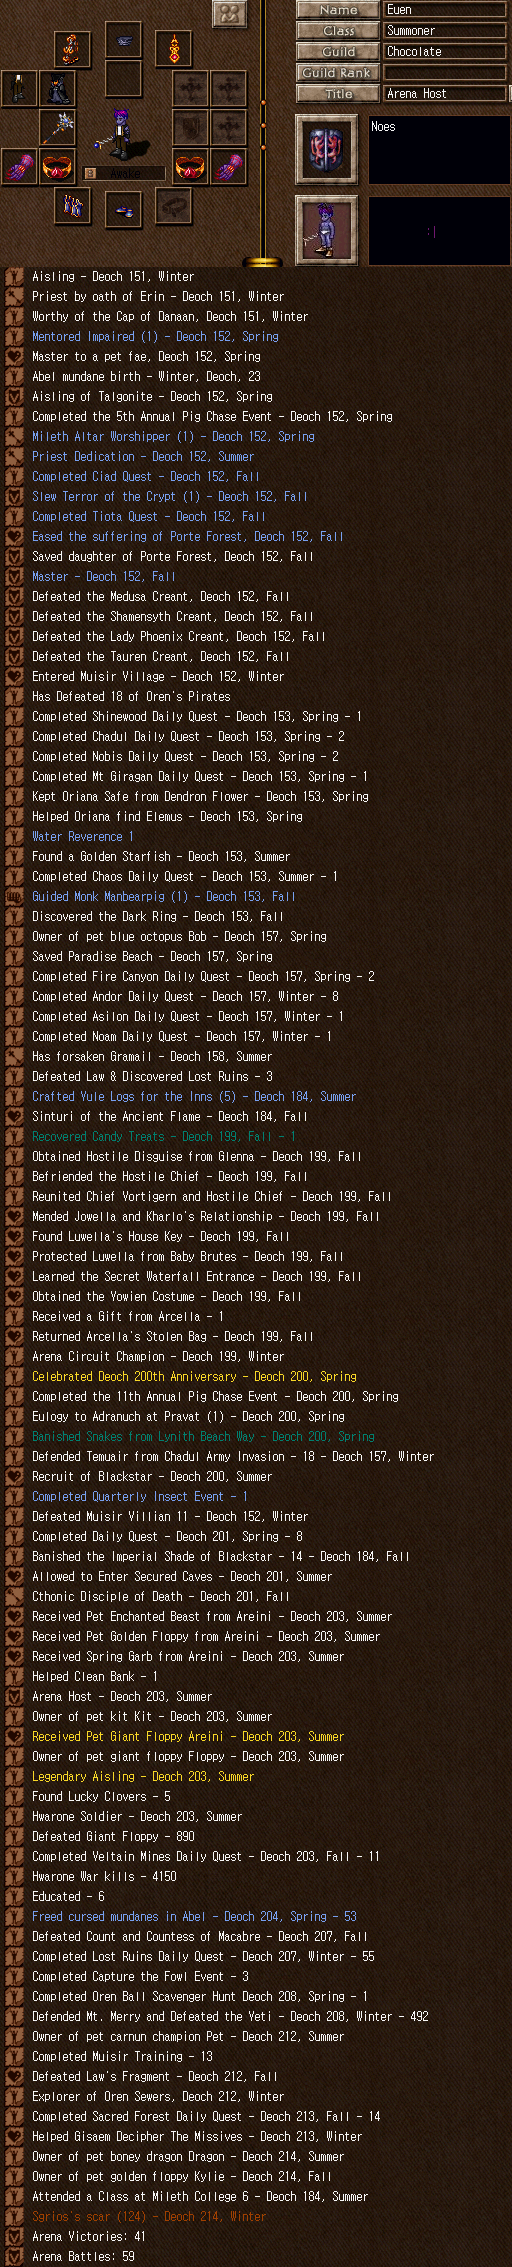 Name Euen
Class Summoner
Guild Chocolate
Guild Rank
Title Arena Host
Noes
Awake
:|
Aisling - Deoch 151, Winter
Priest by oath of Erin - Deoch 151, Winter
Worthy of the Cap of Danaan, Deoch 151, Winter
Mentored Impaired (1) - Deoch 152, Spring
Master to a pet fae, Deoch 152, Spring
Abel mundane birth - Winter, Deoch, 23
Aisling of Talgonite - Deoch 152, Spring
Completed the 5th Annual Pig Chase Event - Deoch 152, Spring
Mileth Altar Worshipper (1) - Deoch 152, Spring
Priest Dedication - Deoch 152, Summer
Completed Ciad Quest - Deoch 152, Fall
Slew Terror of the Crypt (1) - Deoch 152, Fall
Completed Tiota Quest - Deoch 152, Fall
Eased the suffering of Porte Forest, Deoch 152, Fall
Saved daughter of Porte Forest, Deoch 152, Fall
Master - Deoch 152, Fall
Defeated the Medusa Creant, Deoch 152, Fall
Defeated the Shamensyth Creant, Deoch 152, Fall
Defeated the Lady Phoenix Creant, Deoch 152, Fall
Defeated the Tauren Creant, Deoch 152, Fall
Entered Muisir Village - Deoch 152, Winter
Has Defeated 18 of Oren's Pirates
Completed Shinewood Daily Quest - Deoch 153, Spring - 1
Completed Chadul Daily Quest - Deoch 153, Spring - 2
Completed Nobis Daily Quest - Deoch 153, Spring - 2
Completed Mt Giragan Daily Quest - Deoch 153, Spring - 1
Kept Oriana Safe from Dendron Flower - Deoch 153, Spring
Helped Oriana find Elemus - Deoch 153, Spring
Water Reverence 1
Found a Golden Starfish - Deoch 153, Summer
Completed Chaos Daily Quest - Deoch 153, Summer - 1
Guided Monk Manbearpig (1) - Deoch 153, Fall
Discovered the Dark Ring - Deoch 153, Fall
Owner of pet blue octopus Bob - Deoch 157, Spring
Saved Paradise Beach - Deoch 157, Spring
Completed Fire Canyon Daily Quest - Deoch 157, Spring - 2
Completed Andor Daily Quest - Deoch 157, Winter - 8
Completed Asilon Daily Quest - Deoch 157, Winter - 1
Completed Noam Daily Quest - Deoch 157, Winter - 1
Has forsaken Gramail - Deoch 158, Summer
Defeated Law & Discovered Lost Ruins - 3
Crafted Yule Logs for the Inns (5) - Deoch 184, Summer
Sinturi of the Ancient Flame - Deoch 184, Fall
Recovered Candy Treats - Deoch 199, Fall - 1
Obtained Hostile Disguise from Glenna - Deoch 199, Fall
Befriended the Hostile Chief - Deoch 199, Fall
Reunited Chief Vortigern and Hostile Chief - Deoch 199, Fall
Mended Jowella and Kharlo's Relationship - Deoch 199, Fall
Found Luwella's House Key - Deoch 199, Fall
Protected Luwella from Baby Brutes - Deoch 199, Fall
Learned the Secret Waterfall Entrance - Deoch 199, Fall
Obtained the Yowien Costume - Deoch 199, Fall
Received a Gift from Arcella - 1
Returned Arcella's Stolen Bag - Deoch 199, Fall
Arena Circuit Champion - Deoch 199, Winter
Celebrated Deoch 200th Anniversary - Deoch 200, Spring
Completed the 11th Annual Pig Chase Event - Deoch 200, Spring
Eulogy to Adranuch at Pravat (1) - Deoch 200, Spring
Banished Snakes from Lynith Beach Way - Deoch 200, Spring
Defended Temuair from Chadul Army Invasion - 18 - Deoch 157, Winter
Recruit of Blackstar - Deoch 200, Summer
Completed Quarterly Insect Event - 1
Defeated Muisir Villian 11 - Deoch 152, Winter
Completed Daily Quest - Deoch 201, Spring - 8
Banished the Imperial Shade of Blackstar - 14 - Deoch 184, Fall
Allowed to Enter Secured Caves - Deoch 201, Summer
Cthonic Disciple of Death - Deoch 201, Fall
Received Pet Enchanted Beast from Areini - Deoch 203, Summer
Received Pet Golden Floppy from Areini - Deoch 203, Summer
Received Spring Garb from Areini - Deoch 203, Summer
Helped Clean Bank - 1
Arena Host - Deoch 203, Summer
Owner of pet kit Kit - Deoch 203, Summer
Received Pet Giant Floppy Areini - Deoch 203, Summer
Owner of pet giant floppy Floppy - Deoch 203, Summer
Legendary Aisling - Deoch 203, Summer
Found Lucky Clovers - 5
Hwarone Soldier - Deoch 203, Summer
Defeated Giant Floppy - 890
Completed Veltain Mines Daily Quest - Deoch 203, Fall - 11
Hwarone War kills - 4150
Educated - 6
Freed cursed mundanes in Abel - Deoch 204, Spring - 53
Defeated Count and Countess of Macabre - Deoch 207, Fall
Completed Lost Ruins Daily Quest - Deoch 207, Winter - 55
Completed Capture the Fowl Event - 3
Completed Oren Ball Scavenger Hunt Deoch 208, Spring - 1
Defended Mt. Merry and Defeated the Yeti - Deoch 208, Winter - 492
Owner of pet carnun champion Pet - Deoch 212, Summer
Completed Muisir Training - 13
Defeated Law's Fragment - Deoch 212, Fall
Explorer of Oren Sewers, Deoch 212, Winter
Completed Sacred Forest Daily Quest - Deoch 213, Fall - 14
Helped Gisaem Decipher The Missives - Deoch 213, Winter
Owner of pet boney dragon Dragon - Deoch 214, Summer
Owner of pet golden floppy Kylie - Deoch 214, Fall
Attended a Class at Mileth College 6 - Deoch 184, Summer
Sgrios's scar (124) - Deoch 214, Winter
Arena Victories: 41
Arena Battles: 59